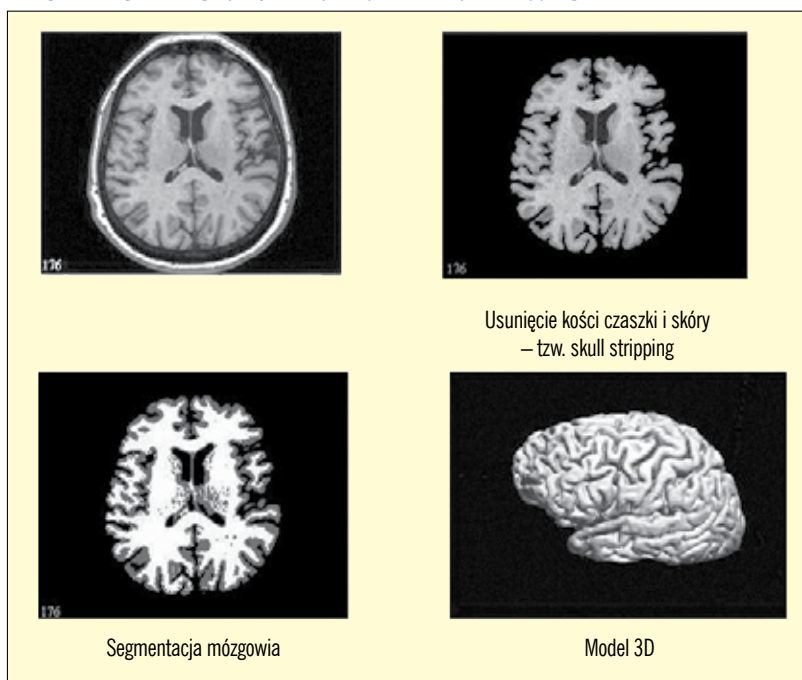 176
176
Usunięcie kości czaszki i skóry
– tzw. skull stripping
176
Segmentacja mózgowia
Model 3D